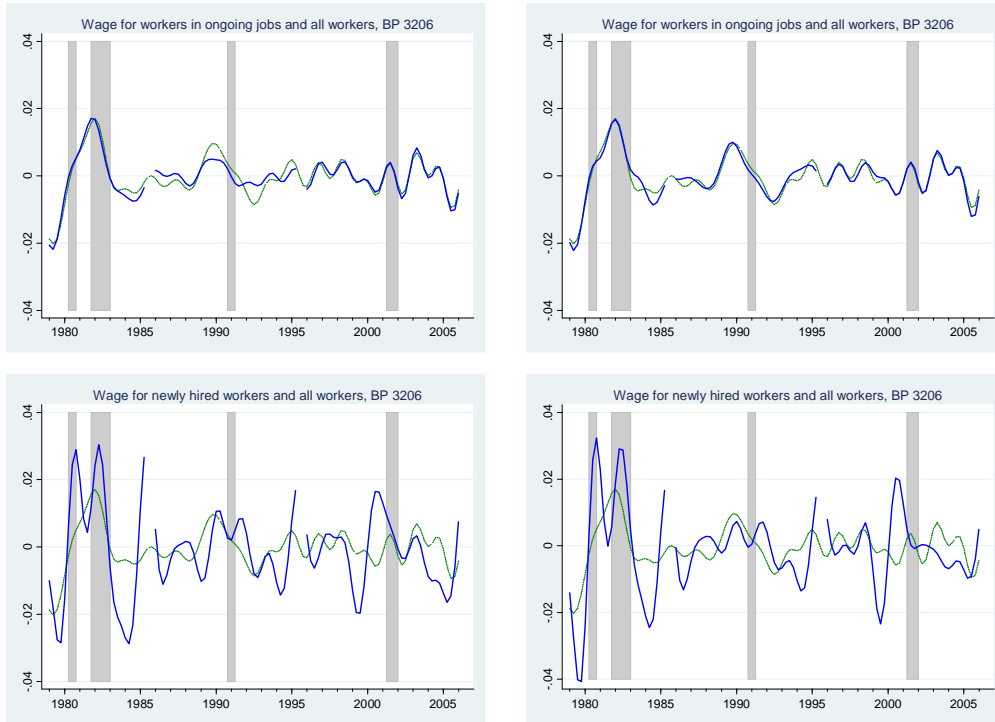 Wage for workers in ongoing jobs and all workers, BP 3206
.04
.02
0
-.02
-.04
1980 1985 1990 1995 2000 2005
Wage for workers in ongoing jobs and all workers, BP 3206
.04
.02
0
-.02
-.04
1980 1985 1990 1995 2000 2005
Wage for newly hired workers and all workers, BP 3206
.04
.02
0
-.02
-.04
1980 1985 1990 1995 2000 2005
Wage for newly hired workers and all workers, BP 3206
.04
.02
0
-.02
-.04
1980 1985 1990 1995 2000 2005